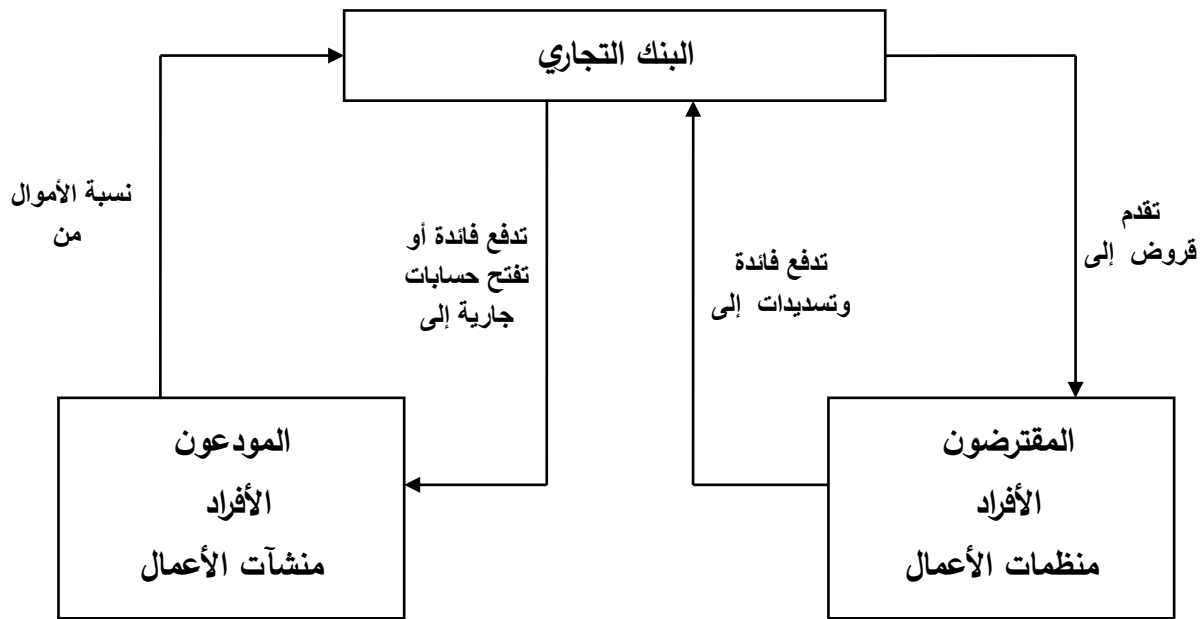 البنك التجاري
تقدم
قروض إلى
تدفع فائدة
وتسديدات إلى
تدفع فائدة أو
تفتح حسابات
جارية إلى
نسبة الأموال
من
المقترضون
الأفراد
منظمات الأعمال
المودعون
الأفراد
منشآت الأعمال